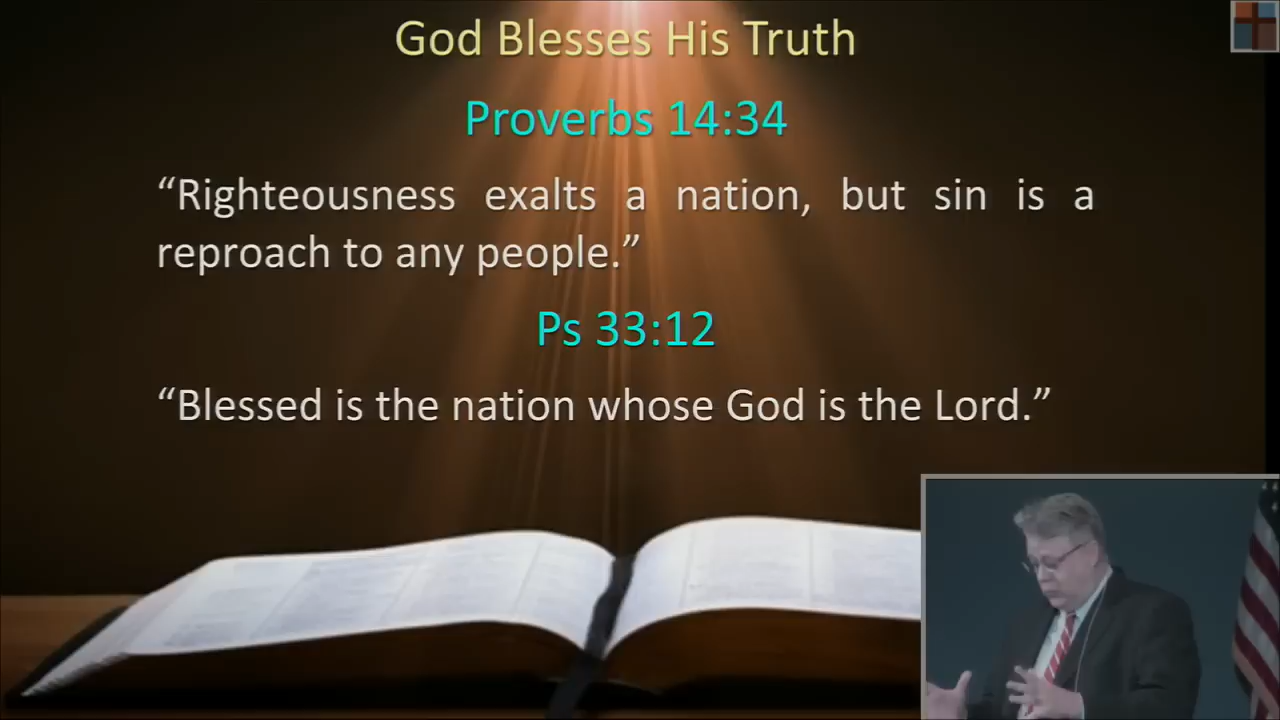 God Blesses His Truth
Proverbs 14:34
“Righteousness exalts a nation, but sin is a
reproach to any people.”
Ps 33:12
“Blessed is the nation whose God is the Lord.”